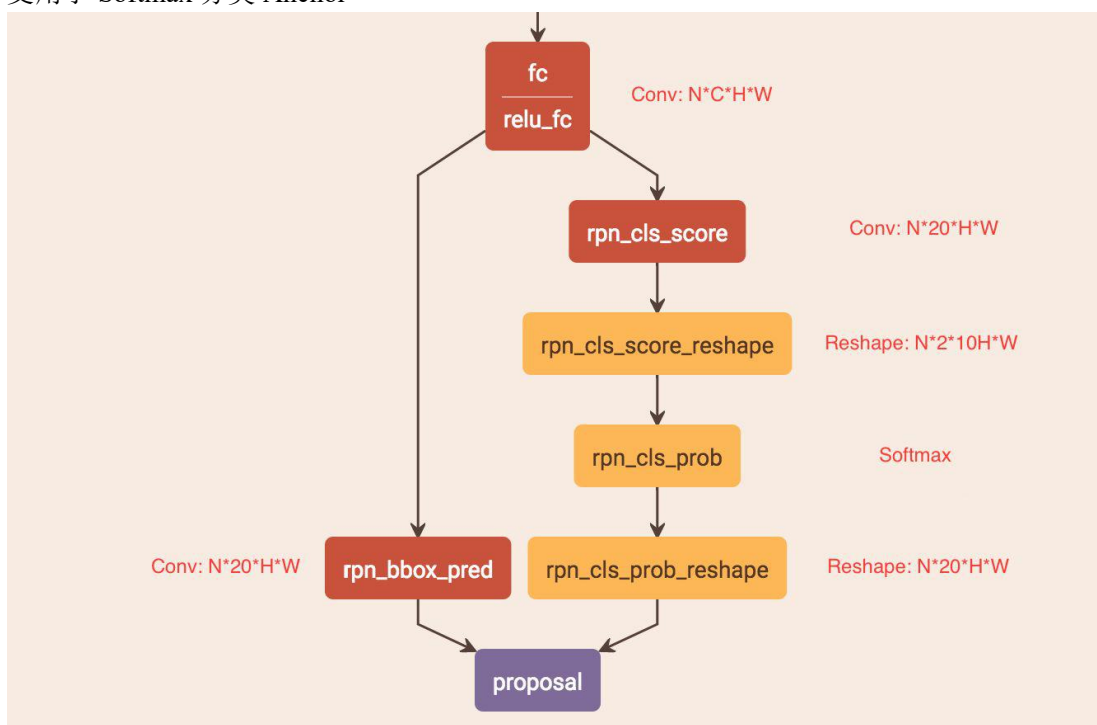 fc
relu_fc
Conv: N*C*H*W
rpn_cls_score
Conv: N*20*H*W
rpn_cls_score_reshape
Reshape: N*2*10H*W
rpn_cls_prob
Softmax
Conv: N*20*H*W
rpn_bbox_pred
rpn_cls_prob_reshape
Reshape: N*20*H*W
proposal